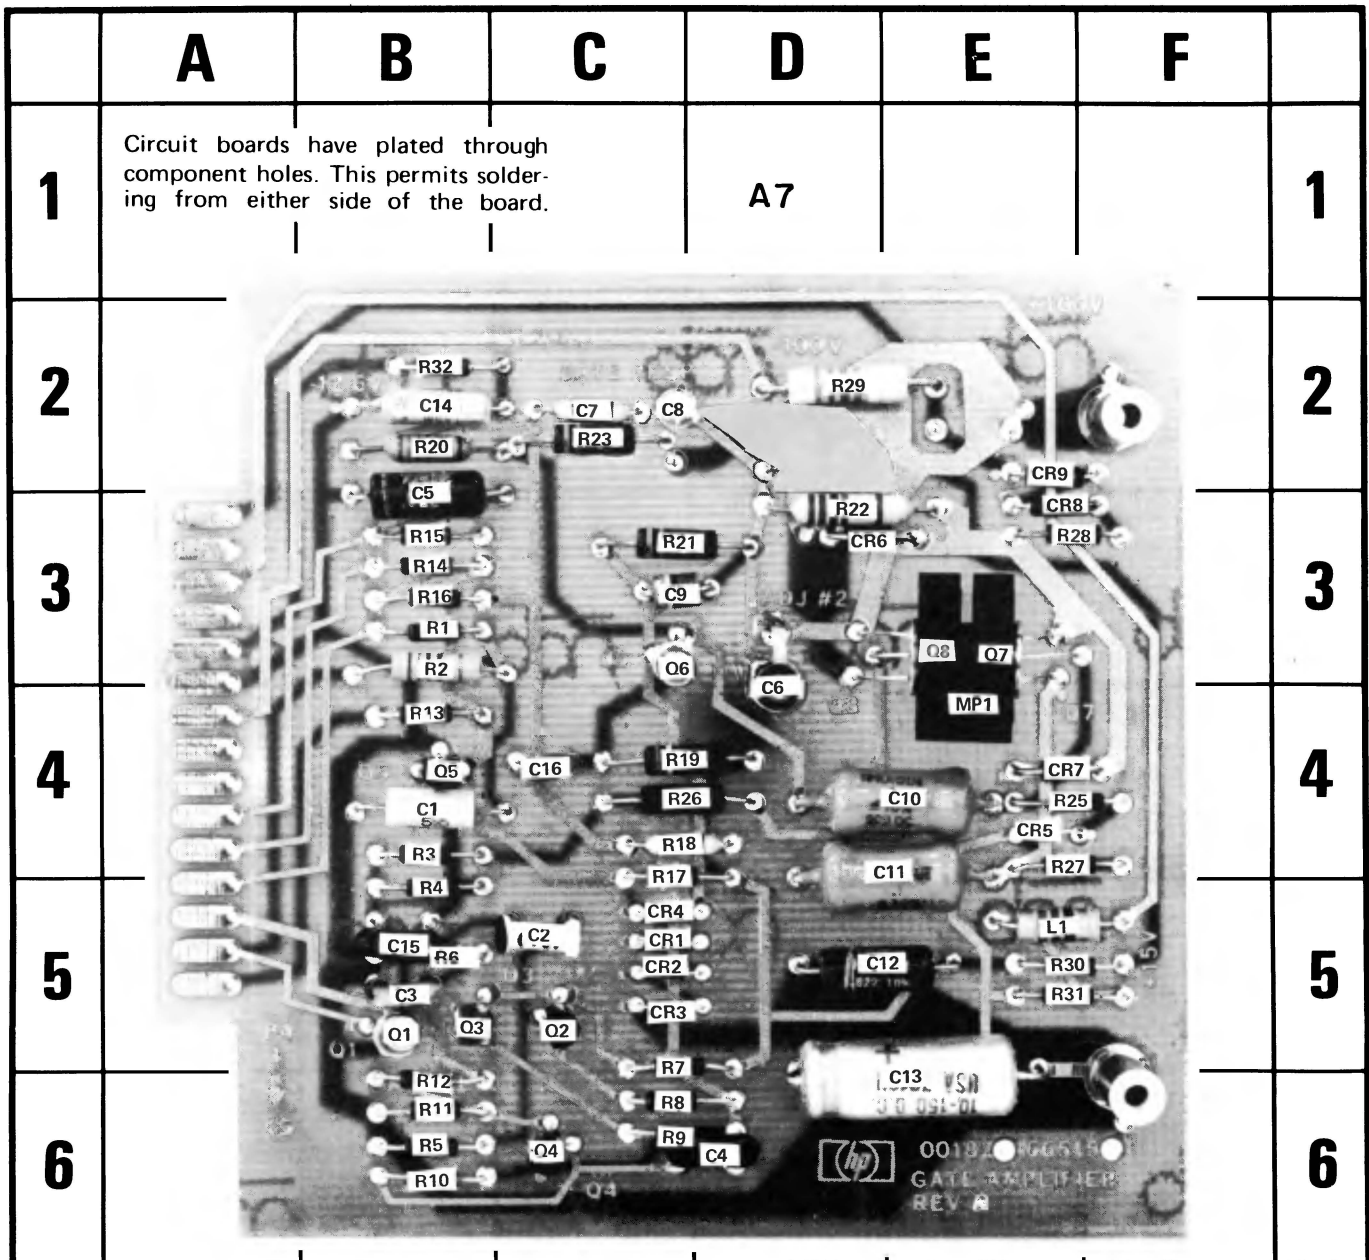 A B C D E F
1 1
Circuit boards have plated through
component holes. This permits solder-
ing from either side of the board.
A7
2 2
R32
R29
C14
C7
C8
R20
R23
CR9
C5
CR8
3 3
R22
R15
R21
CR6
R28
R14
C9
R16
R1
Q8
Q7
R2
Q6
C6
MP1
4 4
R13
Q5
C16
R19
CR7
C1
R26
C10
R25
R18
CR5
R3
R17
C11
R27
R4
5 5
CR4
C15
R6
C2
CR1
L1
CR2
C12
R30
C3
CR3
R31
Q1
Q3
Q2
R7
C13
6 6
R12
R8
R11
10-150 D.C.
R5
Q4
R9
C4
R10
Q4
hp
GATE AMPLIFIER
REV A